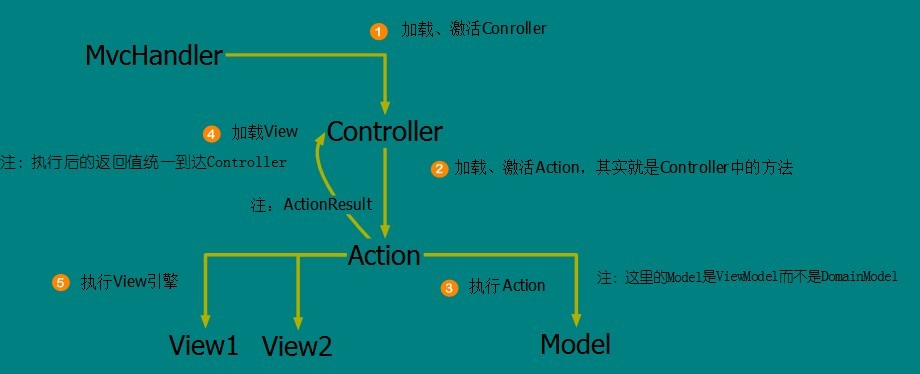 1 加载、激活Conroller
MvcHandler
4 加载View
Controller
注：执行后的返回值统一到达Controller
2 加载、激活Action，其实就是Controller中的方法
注：ActionResult
Action
5 执行View引擎
3 执行Action
注：这里的Model是ViewModel而不是DomainModel
View1
View2
Model